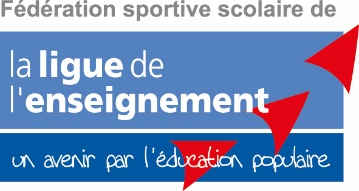 Fédération sportive scolaire de
la ligue de
l'enseignement
un avenir par l'éducation populaire